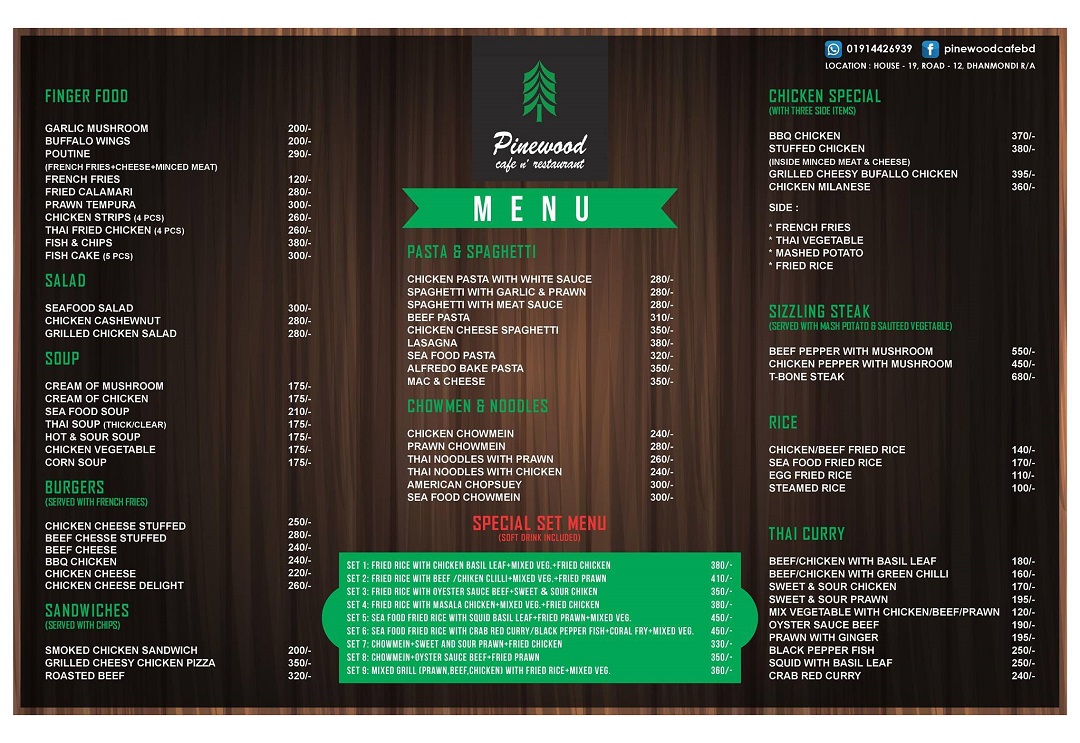 01914426939 pinewoodcafebd
LOCATION : HOUSE - 19, ROAD - 12, DHANMONDI R/A
Pinewood
cafe n' restaurant
MENU
FINGER FOOD
GARLIC MUSHROOM 200/-
BUFFALO WINGS 200/-
POUTINE 290/-
(FRENCH FRIES+CHEESE+MINCED MEAT)
FRENCH FRIES 120/-
FRIED CALAMARI 280/-
PRAWN TEMPURA 300/-
CHICKEN STRIPS (4 PCS) 260/-
THAI FRIED CHICKEN (4 PCS) 260/-
FISH & CHIPS 380/-
FISH CAKE (5 PCS) 300/-
SALAD
SEAFOOD SALAD 300/-
CHICKEN CASHEWNUT 280/-
GRILLED CHICKEN SALAD 280/-
SOUP
CREAM OF MUSHROOM 175/-
CREAM OF CHICKEN 175/-
SEA FOOD SOUP 210/-
THAI SOUP (THICK/CLEAR) 175/-
HOT & SOUR SOUP 175/-
CHICKEN VEGETABLE 175/-
CORN SOUP 175/-
BURGERS
(SERVED WITH FRENCH FRIES)
CHICKEN CHEESE STUFFED 250/-
BEEF CHESSE STUFFED 280/-
BEEF CHEESE 240/-
BBQ CHICKEN 240/-
CHICKEN CHEESE 220/-
CHICKEN CHEESE DELIGHT 260/-
SANDWICHES
(SERVED WITH CHIPS)
SMOKED CHICKEN SANDWICH 200/-
GRILLED CHEESY CHICKEN PIZZA 350/-
ROASTED BEEF 320/-
PASTA & SPAGHETTI
CHICKEN PASTA WITH WHITE SAUCE 280/-
SPAGHETTI WITH GARLIC & PRAWN 280/-
SPAGHETTI WITH MEAT SAUCE 280/-
BEEF PASTA 310/-
CHICKEN CHEESE SPAGHETTI 350/-
LASAGNA 380/-
SEA FOOD PASTA 320/-
ALFREDO BAKE PASTA 350/-
MAC & CHEESE 350/-
CHOWMEN & NOODLES
CHICKEN CHOWMEIN 240/-
PRAWN CHOWMEIN 280/-
THAI NOODLES WITH PRAWN 260/-
THAI NOODLES WITH CHICKEN 240/-
AMERICAN CHOPSUEY 300/-
SEA FOOD CHOWMEIN 300/-
SPECIAL SET MENU
(SOFT DRINK INCLUDED)
SET 1: FRIED RICE WITH CHICKEN BASIL LEAF+MIXED VEG.+FRIED CHICKEN 380/-
SET 2: FRIED RICE WITH BEEF /CHIKEN CLILLI+MIXED VEG.+FRIED PRAWN 410/-
SET 3: FRIED RICE WITH OYESTER SAUCE BEEF+SWEET & SOUR CHIKEN 350/-
SET 4: FRIED RICE WITH MASALA CHICKEN+MIXED VEG.+FRIED CHICKEN 380/-
SET 5: SEA FOOD FRIED RICE WITH SQUID BASIL LEAF+FRIED PRAWN+MIXED VEG. 450/-
SET 6: SEA FOOD FRIED RICE WITH CRAB RED CURRY/BLACK PEPPER FISH+CORAL FRY+MIXED VEG. 450/-
SET 7: CHOWMEIN+SWEET AND SOUR PRAWN+FRIED CHICKEN 330/-
SET 8: CHOWMEIN+OYSTER SAUCE BEEF+FRIED PRAWN 350/-
SET 9: MIXED GRILL (PRAWN,BEEF,CHICKEN) WITH FRIED RICE+MIXED VEG. 360/-
CHICKEN SPECIAL
(WITH THREE SIDE ITEMS)
BBQ CHICKEN 370/-
STUFFED CHICKEN 380/-
(INSIDE MINCED MEAT & CHEESE)
GRILLED CHEESY BUFALLO CHICKEN 395/-
CHICKEN MILANESE 360/-
SIDE :
* FRENCH FRIES
* THAI VEGETABLE
* MASHED POTATO
* FRIED RICE
SIZZLING STEAK
(SERVED WITH MASH POTATO & SAUTEED VEGETABLE)
BEEF PEPPER WITH MUSHROOM 550/-
CHICKEN PEPPER WITH MUSHROOM 450/-
T-BONE STEAK 680/-
RICE
CHICKEN/BEEF FRIED RICE 140/-
SEA FOOD FRIED RICE 170/-
EGG FRIED RICE 110/-
STEAMED RICE 100/-
THAI CURRY
BEEF/CHICKEN WITH BASIL LEAF 180/-
BEEF/CHICKEN WITH GREEN CHILLI 160/-
SWEET & SOUR CHICKEN 170/-
SWEET & SOUR PRAWN 195/-
MIX VEGETABLE WITH CHICKEN/BEEF/PRAWN 120/-
OYSTER SAUCE BEEF 190/-
PRAWN WITH GINGER 195/-
BLACK PEPPER FISH 250/-
SQUID WITH BASIL LEAF 250/-
CRAB RED CURRY 240/-